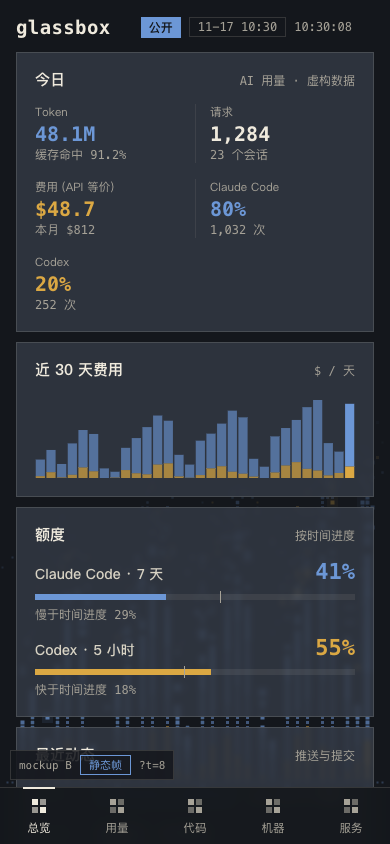 glassbox 公开 11-17 10:30 10:30:08
今日 AI 用量 · 虚构数据
Token 请求
48.1M 1,284
缓存命中 91.2% 23 个会话
费用 (API 等价) Claude Code
$48.7 80%
本月 $812 1,032 次
Codex
20%
252 次
近 30 天费用 $ / 天
额度 按时间进度
Claude Code · 7 天 41%
慢于时间进度 29%
Codex · 5 小时 55%
快于时间进度 18%
最近动态 推送与提交
mockup B 静态帧 ?t=8
总览 用量 代码 机器 服务